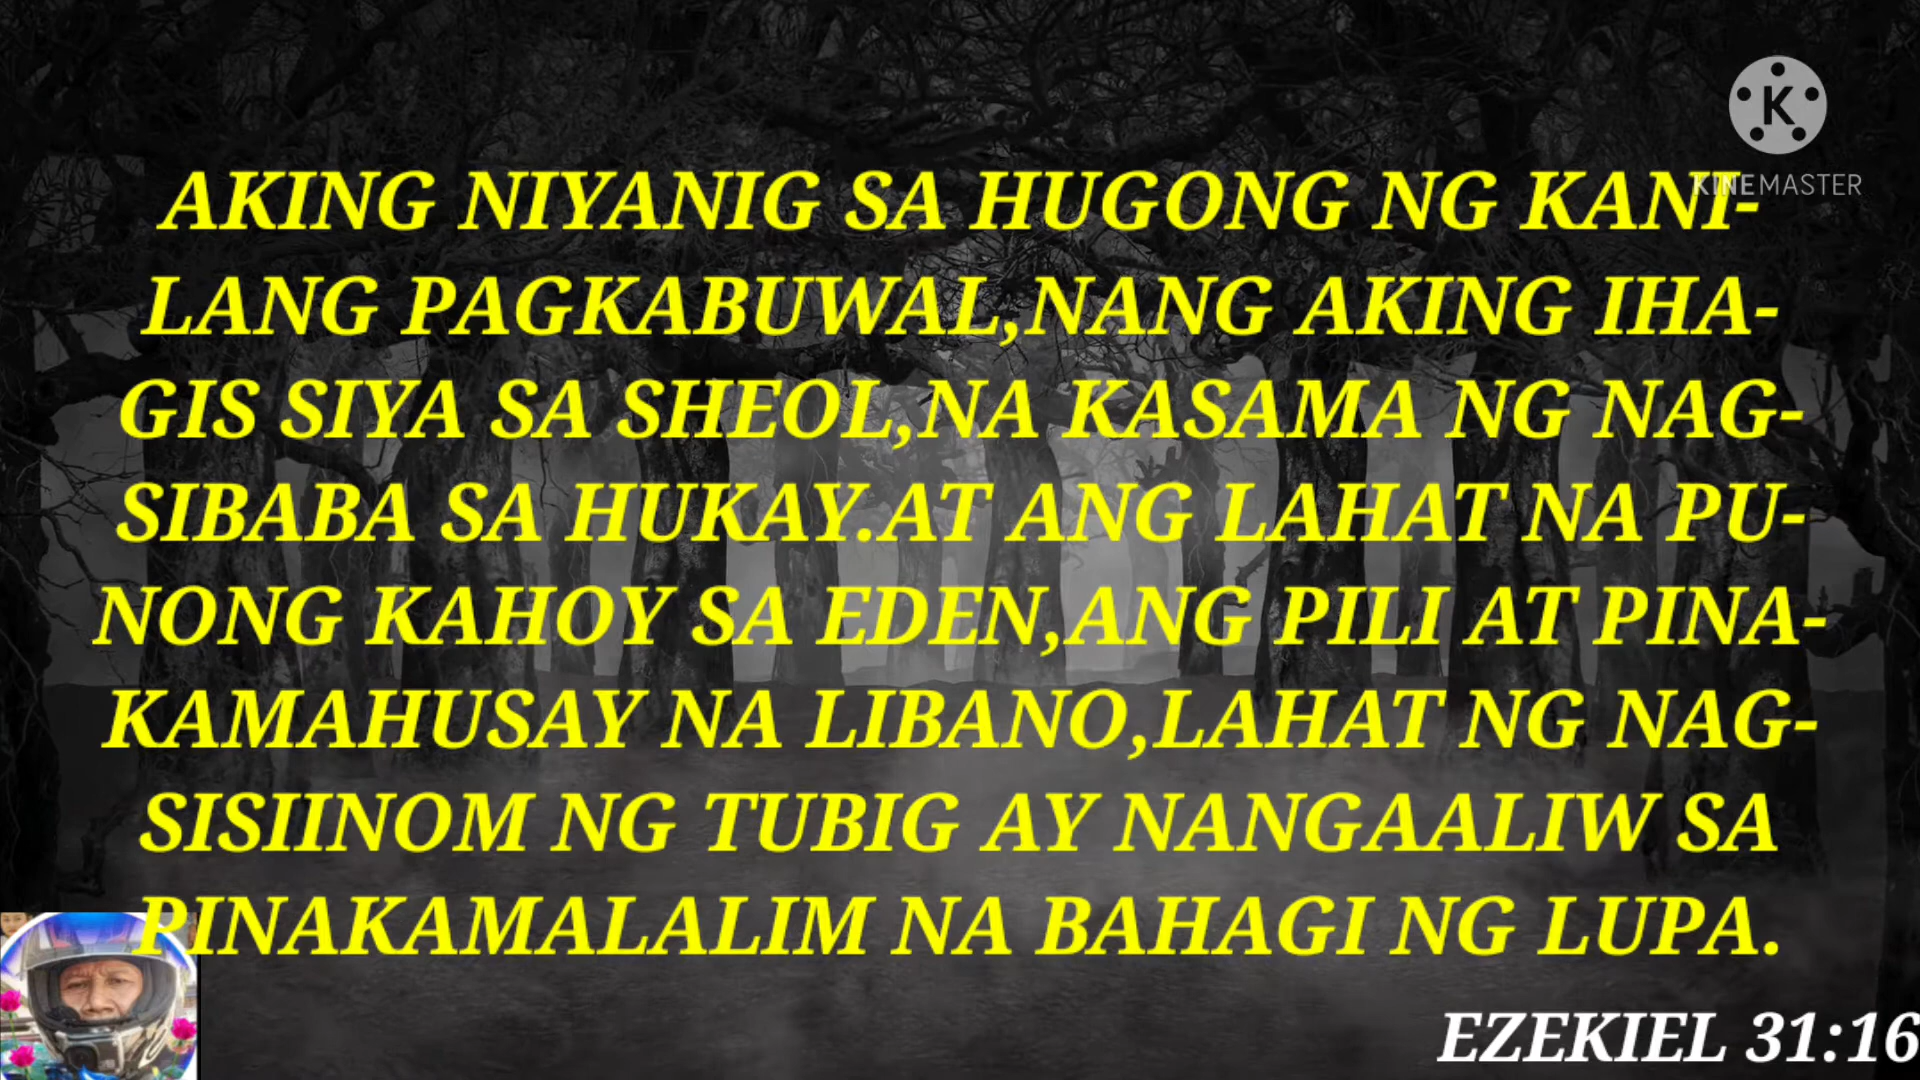 K
KINEMASTER
AKING NIYANIG SA HUGONG NG KANI-
LANG PAGKABUWAL,NANG AKING IHA-
GIS SIYA SA SHEOL,NA KASAMA NG NAG-
SIBABA SA HUKAY.AT ANG LAHAT NA PU-
NONG KAHOY SA EDEN,ANG PILI AT PINA-
KAMAHUSAY NA LIBANO,LAHAT NG NAG-
SISIINOM NG TUBIG AY NANGAALIW SA
PINAKAMALALIM NA BAHAGI NG LUPA.
EZEKIEL 31:16